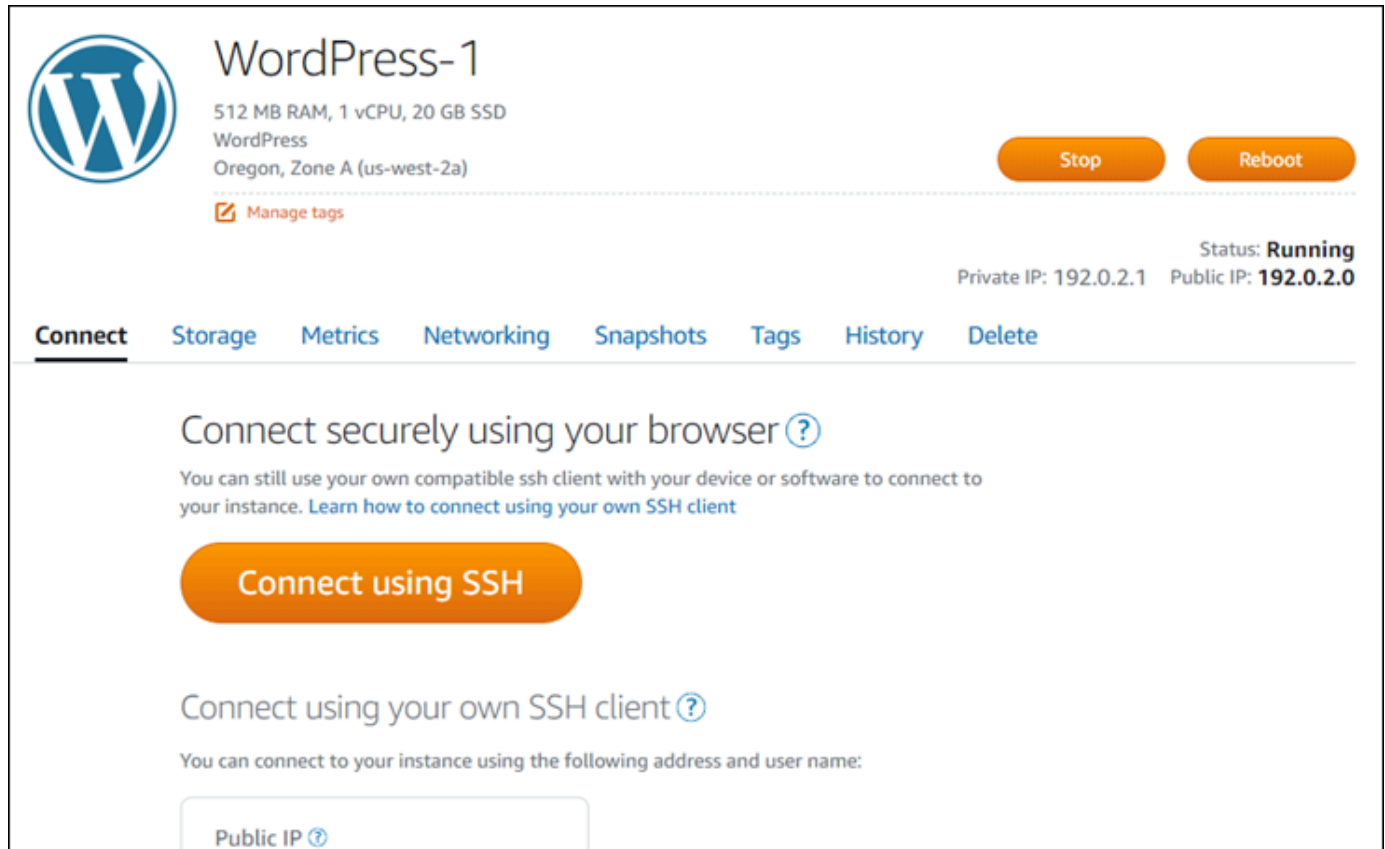 WordPress-1
512 MB RAM, 1 vCPU, 20 GB SSD
WordPress
Oregon, Zone A (us-west-2a)
Stop
Reboot
Manage tags
Status: Running
Private IP: 192.0.2.1 Public IP: 192.0.2.0
Connect Storage Metrics Networking Snapshots Tags History Delete
Connect securely using your browser ?
You can still use your own compatible ssh client with your device or software to connect to
your instance. Learn how to connect using your own SSH client
Connect using SSH
Connect using your own SSH client ?
You can connect to your instance using the following address and user name:
Public IP ?